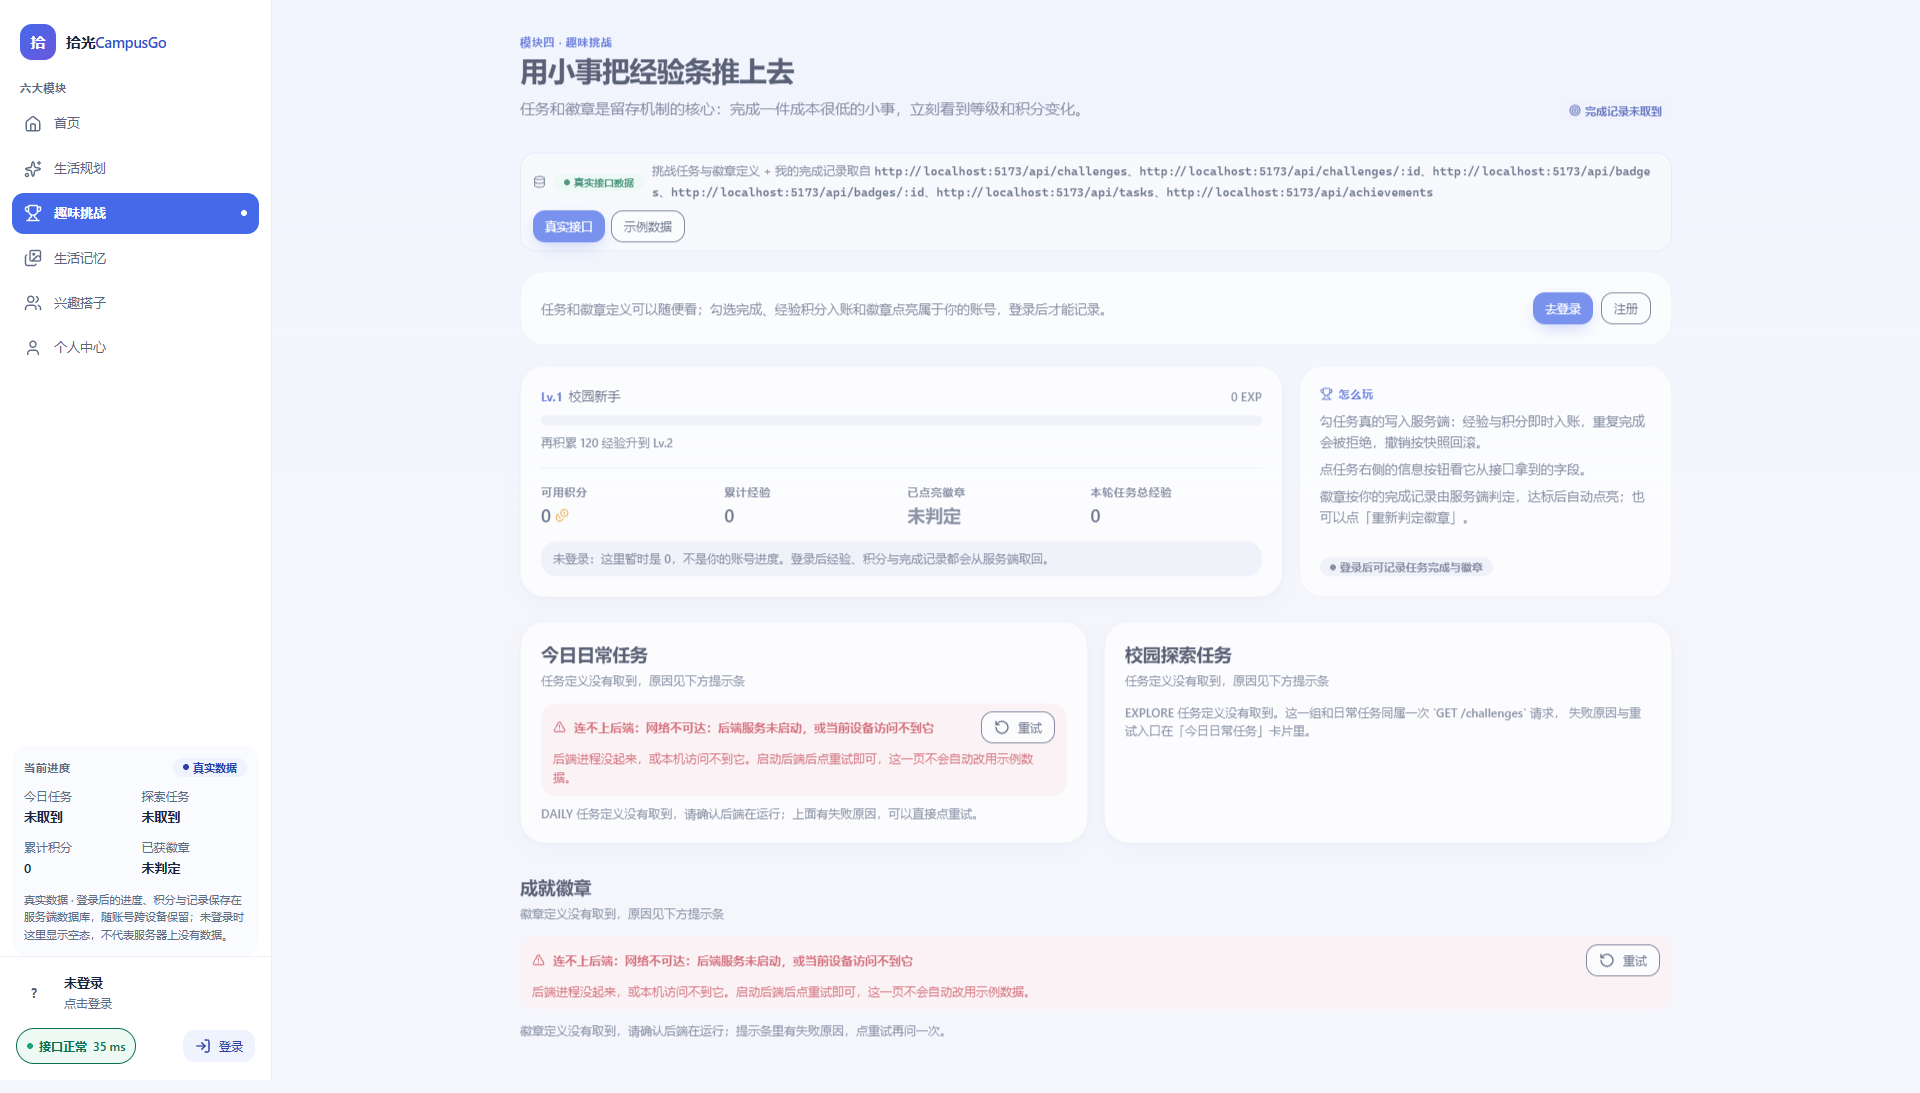 拾 拾光CampusGo
六大模块
首页
生活规划
趣味挑战
生活记忆
兴趣搭子
个人中心
当前进度 真实数据
今日任务 探索任务
未取到 未取到
累计积分 已获徽章
0 未判定
真实数据 · 登录后的进度、积分与记录保存在
服务端数据库，随账号跨设备保留；未登录时
这里显示空态，不代表服务器上没有数据。
? 未登录
点击登录
接口正常 35 ms 登录
模块四 · 趣味挑战
用小事把经验条推上去
任务和徽章是留存机制的核心：完成一件成本很低的小事，立刻看到等级和积分变化。
完成记录未取到
真实接口数据 挑战任务与徽章定义 + 我的完成记录取自 http://localhost:5173/api/challenges、http://localhost:5173/api/challenges/:id、http://localhost:5173/api/badge
s、http://localhost:5173/api/badges/:id、http://localhost:5173/api/tasks、http://localhost:5173/api/achievements
真实接口 示例数据
任务和徽章定义可以随便看；勾选完成、经验积分入账和徽章点亮属于你的账号，登录后才能记录。
去登录 注册
Lv.1 校园新手 0 EXP
再积累 120 经验升到 Lv.2
可用积分 累计经验 已点亮徽章 本轮任务总经验
0 0 未判定 0
未登录：这里暂时是 0，不是你的账号进度。登录后经验、积分与完成记录都会从服务端取回。
怎么玩
勾任务真的写入服务端：经验与积分即时入账，重复完成
会被拒绝，撤销按快照回滚。
点任务右侧的信息按钮看它从接口拿到的字段。
徽章按你的完成记录由服务端判定，达标后自动点亮；也
可以点「重新判定徽章」。
登录后可记录任务完成与徽章
今日日常任务
任务定义没有取到，原因见下方提示条
连不上后端：网络不可达：后端服务未启动，或当前设备访问不到它 重试
后端进程没起来，或本机访问不到它。启动后端后点重试即可，这一页不会自动改用示例数
据。
DAILY 任务定义没有取到，请确认后端在运行；上面有失败原因，可以直接点重试。
校园探索任务
任务定义没有取到，原因见下方提示条
EXPLORE 任务定义没有取到。这一组和日常任务同属一次 `GET /challenges` 请求， 失败原因与重
试入口在「今日日常任务」卡片里。
成就徽章
徽章定义没有取到，原因见下方提示条
连不上后端：网络不可达：后端服务未启动，或当前设备访问不到它 重试
后端进程没起来，或本机访问不到它。启动后端后点重试即可，这一页不会自动改用示例数据。
徽章定义没有取到，请确认后端在运行；提示条里有失败原因，点重试再问一次。